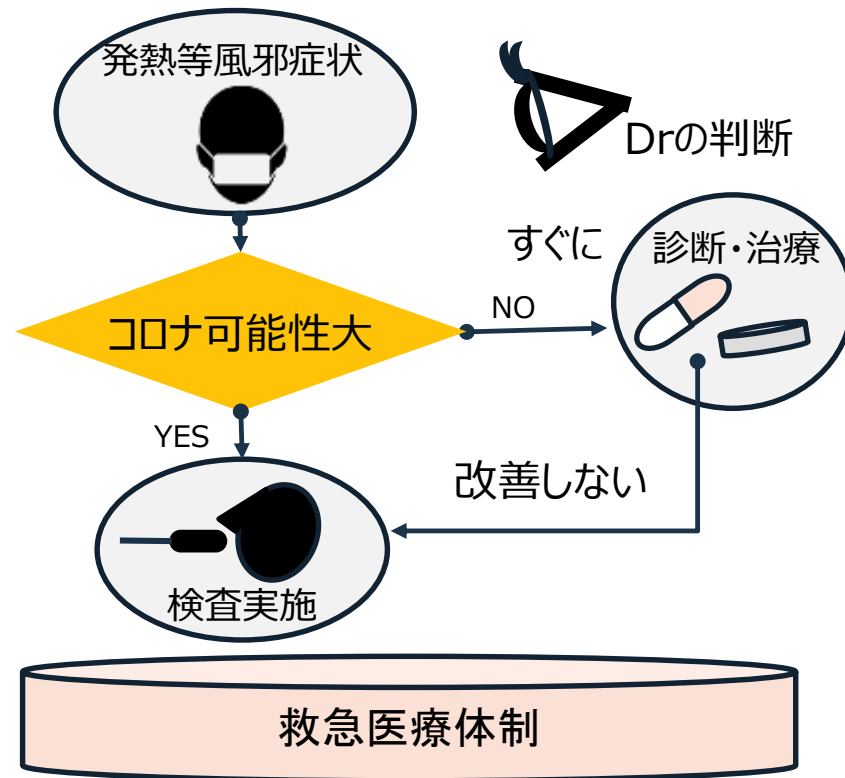 発熱等風邪症状
Drの判断
すぐに
診断・治療
コロナ可能性大
NO
YES
改善しない
検査実施
救急医療体制